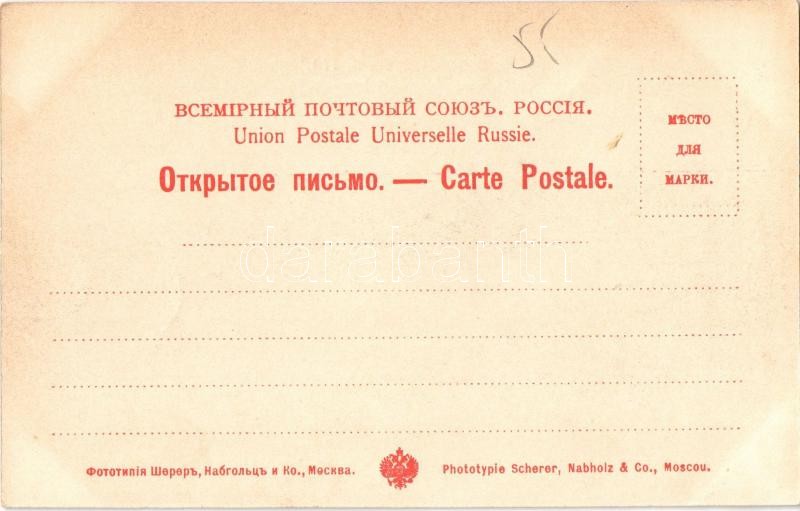 55
ВСЕМІРНЫЙ ПОЧТОВЫЙ СОЮЗЪ. РОССІЯ.
Union Postale Universelle Russie.
Открытое письмо. — Carte Postale.
МѢСТО
ДЛЯ
МАРКИ.
darabanth
Фототипія Шереръ, Набгольцъ и Ко., Москва.
Phototypie Scherer, Nabholz & Co., Moscou.